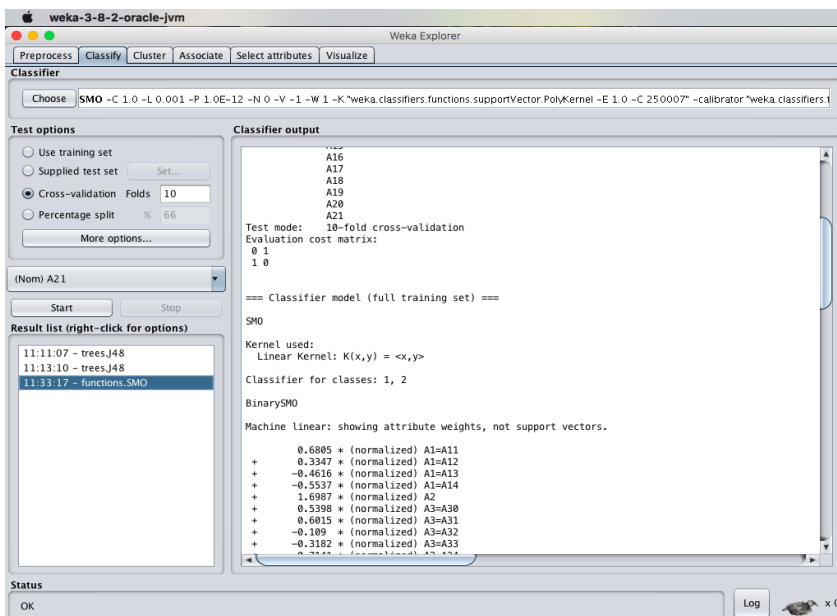 weka-3-8-2-oracle-jvm
Weka Explorer
Preprocess Classify Cluster Associate Select attributes Visualize
Classifier
Choose SMO -C 1.0 -L 0.001 -P 1.0E-12 -N 0 -V -1 -W 1 -K "weka.classifiers.functions.supportVector.PolyKernel -E 1.0 -C 250007" -calibrator "weka.classifiers.f
Test options
Use training set
Supplied test set Set...
Cross-validation Folds 10
Percentage split % 66
More options...
(Nom) A21
Start Stop
Result list (right-click for options)
11:11:07 - trees.J48
11:13:10 - trees.J48
11:33:17 - functions.SMO
Classifier output
A16
A17
A18
A19
A20
A21
Test mode: 10-fold cross-validation
Evaluation cost matrix:
0 1
1 0
=== Classifier model (full training set) ===
SMO
Kernel used:
Linear Kernel: K(x,y) = <x,y>
Classifier for classes: 1, 2
BinarySMO
Machine linear: showing attribute weights, not support vectors.
0.6805 * (normalized) A1=A11
+ 0.3347 * (normalized) A1=A12
+ -0.4616 * (normalized) A1=A13
+ -0.5537 * (normalized) A1=A14
+ 1.6987 * (normalized) A2
+ 0.5398 * (normalized) A3=A30
+ 0.6015 * (normalized) A3=A31
+ -0.109 * (normalized) A3=A32
+ -0.3182 * (normalized) A3=A33
Status
OK
Log
x 0